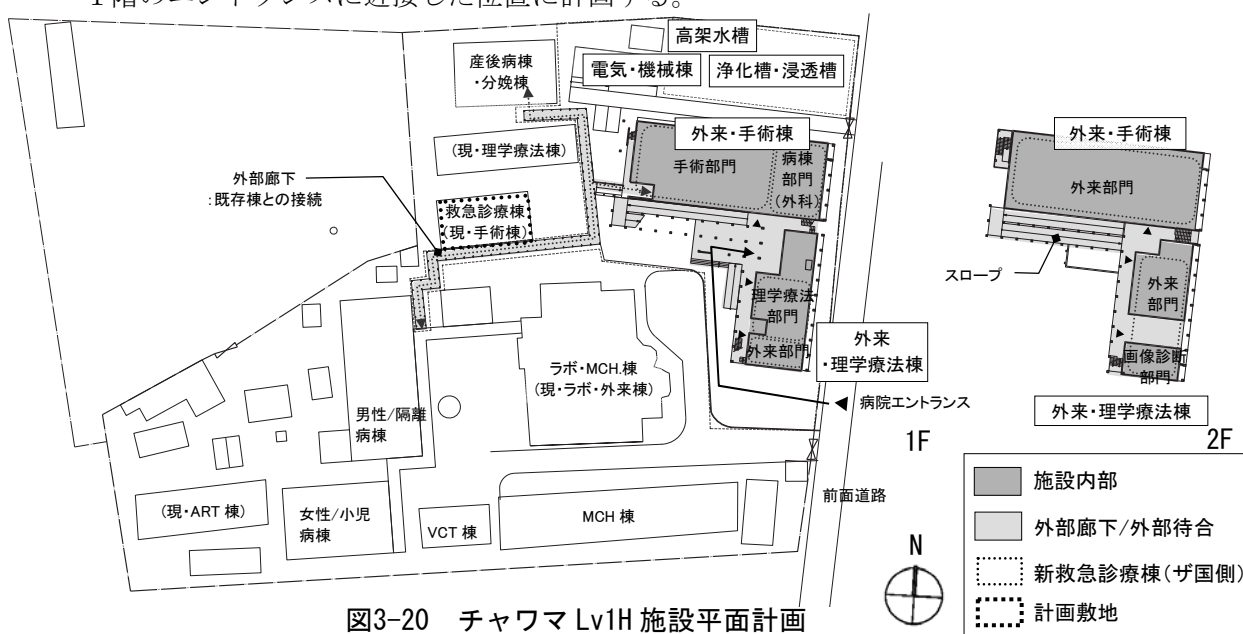 1階のエントランスに近接した位置に計画する。
高架水槽
産後病棟
・分娩棟
電気・機械棟
浄化槽・浸透槽
外来・手術棟
(現・理学療法棟)
手術部門
病棟
部門
(外科)
外部廊下
:既存棟との接続
救急診療棟
(現・手術棟)
理学療法
部門
外来部門
外来
・理学療法棟
ラボ・MCH.棟
(現・ラボ・外来棟)
男性/隔離
病棟
病院エントランス
1F
(現・ART 棟)
女性/小児
病棟
VCT 棟
MCH 棟
前面道路
外来・手術棟
外来部門
スロープ
外来
部門
画像診断
部門
外来・理学療法棟
2F
N
施設内部
外部廊下/外部待合
新救急診療棟(ザ国側)
計画敷地
図3-20 チャワマ Lv1H 施設平面計画